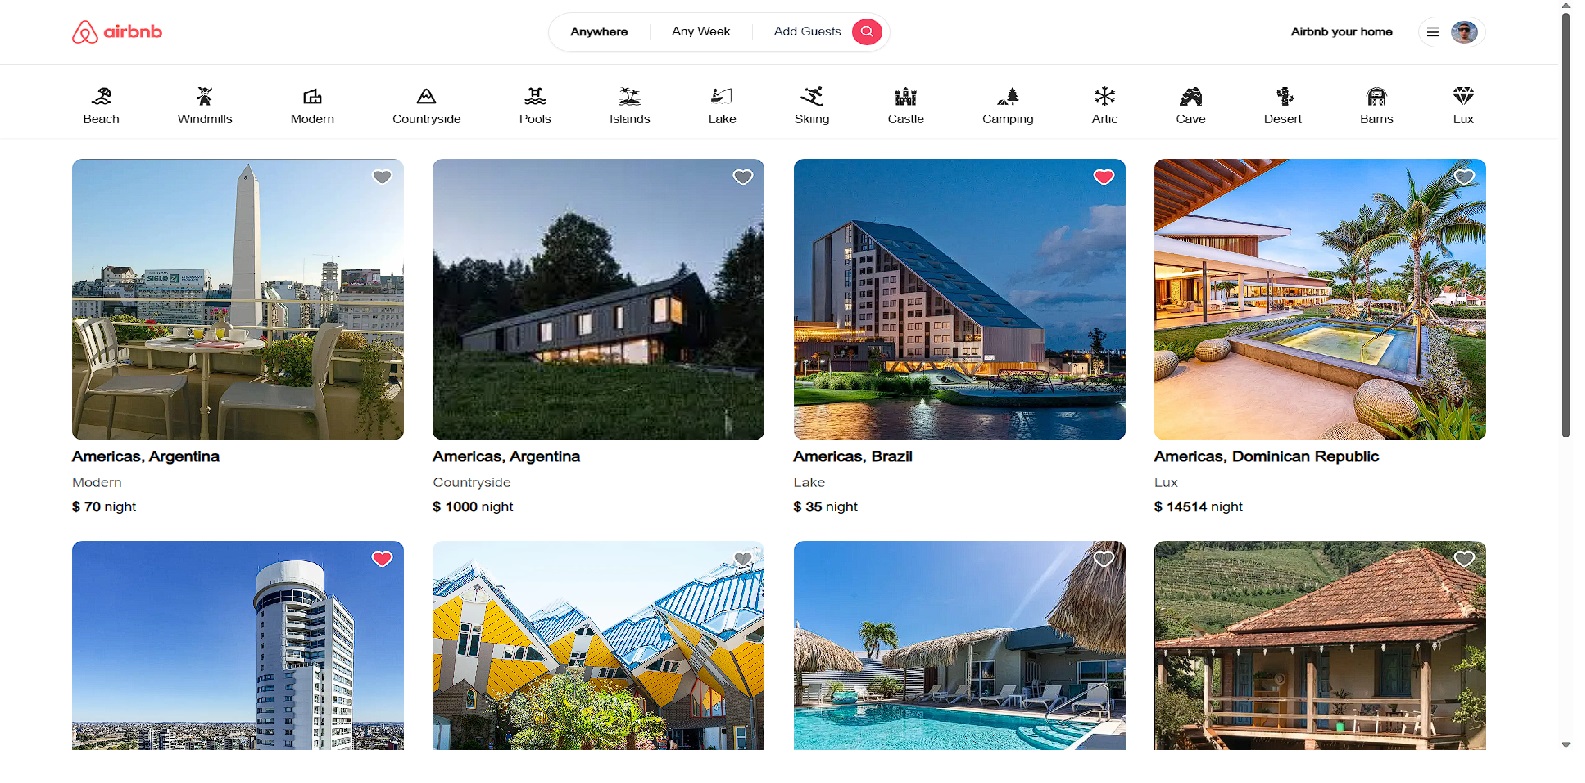 airbnb
Anywhere
Any Week
Add Guests
Airbnb your home
Beach
Windmills
Modern
Countryside
Pools
Islands
Lake
Skiing
Castle
Camping
Artic
Cave
Desert
Barns
Lux
Americas, Argentina
Modern
$ 70 night
Americas, Argentina
Countryside
$ 1000 night
Americas, Brazil
Lake
$ 35 night
Americas, Dominican Republic
Lux
$ 14514 night